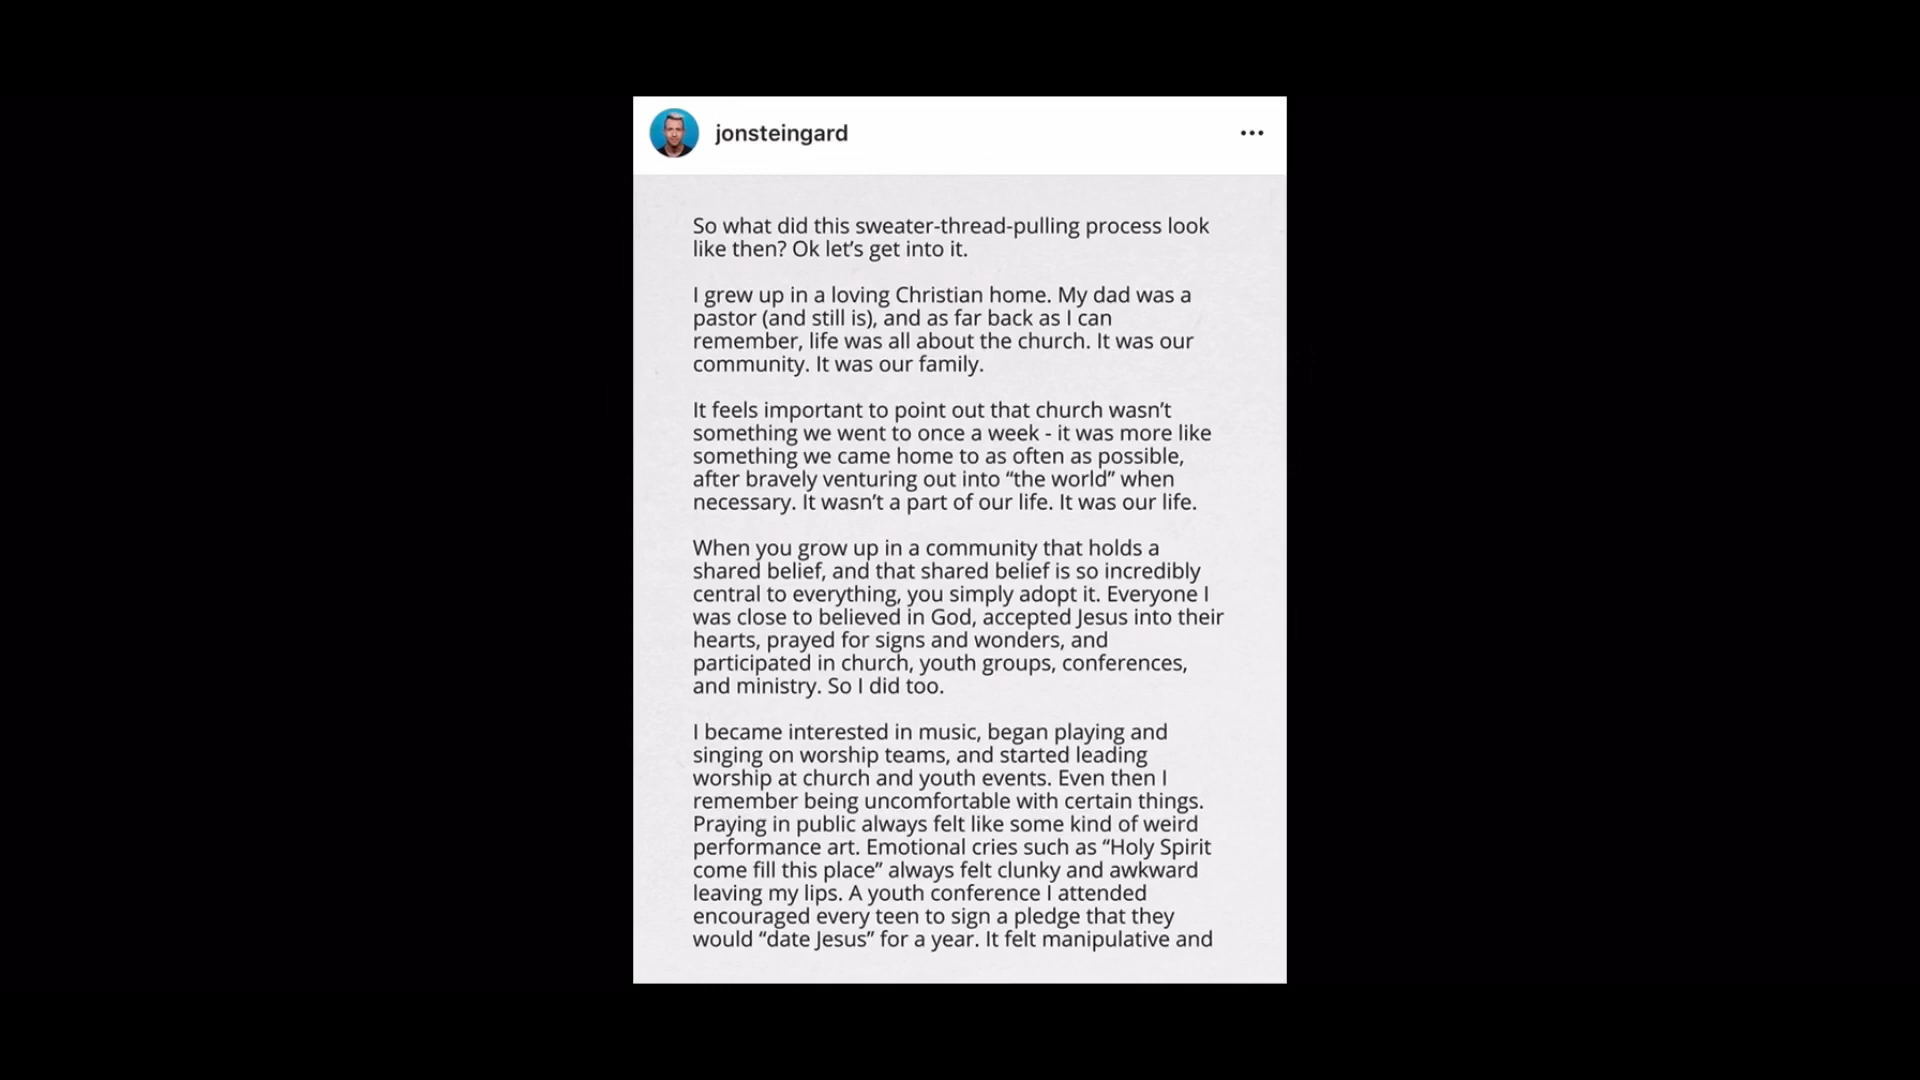 jonsteingard
So what did this sweater-thread-pulling process look
like then? Ok let’s get into it.
I grew up in a loving Christian home. My dad was a
pastor (and still is), and as far back as I can
remember, life was all about the church. It was our
community. It was our family.
It feels important to point out that church wasn’t
something we went to once a week - it was more like
something we came home to as often as possible,
after bravely venturing out into “the world” when
necessary. It wasn’t a part of our life. It was our life.
When you grow up in a community that holds a
shared belief, and that shared belief is so incredibly
central to everything, you simply adopt it. Everyone I
was close to believed in God, accepted Jesus into their
hearts, prayed for signs and wonders, and
participated in church, youth groups, conferences,
and ministry. So I did too.
I became interested in music, began playing and
singing on worship teams, and started leading
worship at church and youth events. Even then I
remember being uncomfortable with certain things.
Praying in public always felt like some kind of weird
performance art. Emotional cries such as “Holy Spirit
come fill this place” always felt clunky and awkward
leaving my lips. A youth conference I attended
encouraged every teen to sign a pledge that they
would “date Jesus” for a year. It felt manipulative and